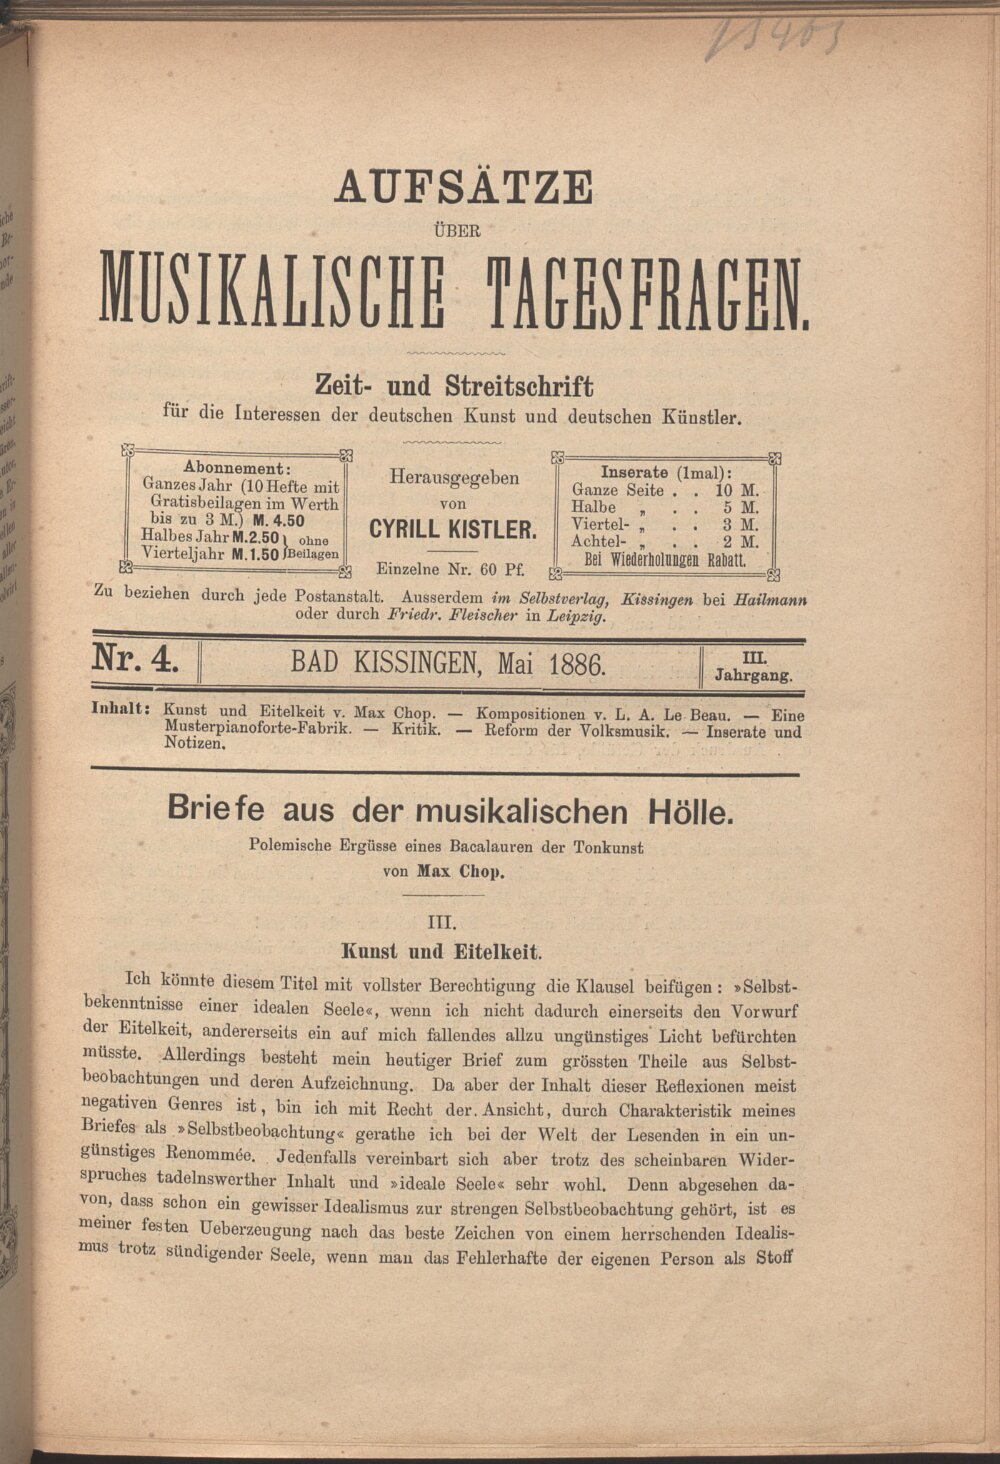 AUFSÄTZE
ÜBER
MUSIKALISCHE TAGESFRAGEN.
Zeit- und Streitschrift
für die Interessen der deutschen Kunst und deutschen Künstler.
Abonnement:
Ganzes Jahr (10 Hefte mit
Gratisbeilagen im Werth
bis zu 3 M.) M. 4.50
Halbes Jahr M. 2.50 } ohne
Vierteljahr M. 1.50 } Beilagen
Herausgegeben
von
CYRILL KISTLER.
Einzelne Nr. 60 Pf.
Inserate (1mal):
Ganze Seite . . 10 M.
Halbe „ . . 5 M.
Viertel- „ . . 3 M.
Achtel- „ . . 2 M.
Bei Wiederholungen Rabatt.
Zu beziehen durch jede Postanstalt. Ausserdem im Selbstverlag, Kissingen bei Hailmann
oder durch Friedr. Fleischer in Leipzig.
Nr. 4.
BAD KISSINGEN, Mai 1886.
III.
Jahrgang.
Inhalt: Kunst und Eitelkeit v. Max Chop. — Kompositionen v. L. A. Le Beau. — Eine
Musterpianoforte-Fabrik. — Kritik. — Reform der Volksmusik. — Inserate und
Notizen.
Briefe aus der musikalischen Hölle.
Polemische Ergüsse eines Bacalauren der Tonkunst
von Max Chop.
III.
Kunst und Eitelkeit.
Ich könnte diesem Titel mit vollster Berechtigung die Klausel beifügen: »Selbst-
bekenntnisse einer idealen Seele«, wenn ich nicht dadurch einerseits den Vorwurf
der Eitelkeit, andererseits ein auf mich fallendes allzu ungünstiges Licht befürchten
müsste. Allerdings besteht mein heutiger Brief zum grössten Theile aus Selbst-
beobachtungen und deren Aufzeichnung. Da aber der Inhalt dieser Reflexionen meist
negativen Genres ist, bin ich mit Recht der. Ansicht, durch Charakteristik meines
Briefes als »Selbstbeobachtung« gerathe ich bei der Welt der Lesenden in ein un-
günstiges Renommée. Jedenfalls vereinbart sich aber trotz des scheinbaren Wider-
spruches tadelnswerther Inhalt und »ideale Seele« sehr wohl. Denn abgesehen da-
von, dass schon ein gewisser Idealismus zur strengen Selbstbeobachtung gehört, ist es
meiner festen Ueberzeugung nach das beste Zeichen von einem herrschenden Idealis-
mus trotz sündigender Seele, wenn man das Fehlerhafte der eigenen Person als Stoff